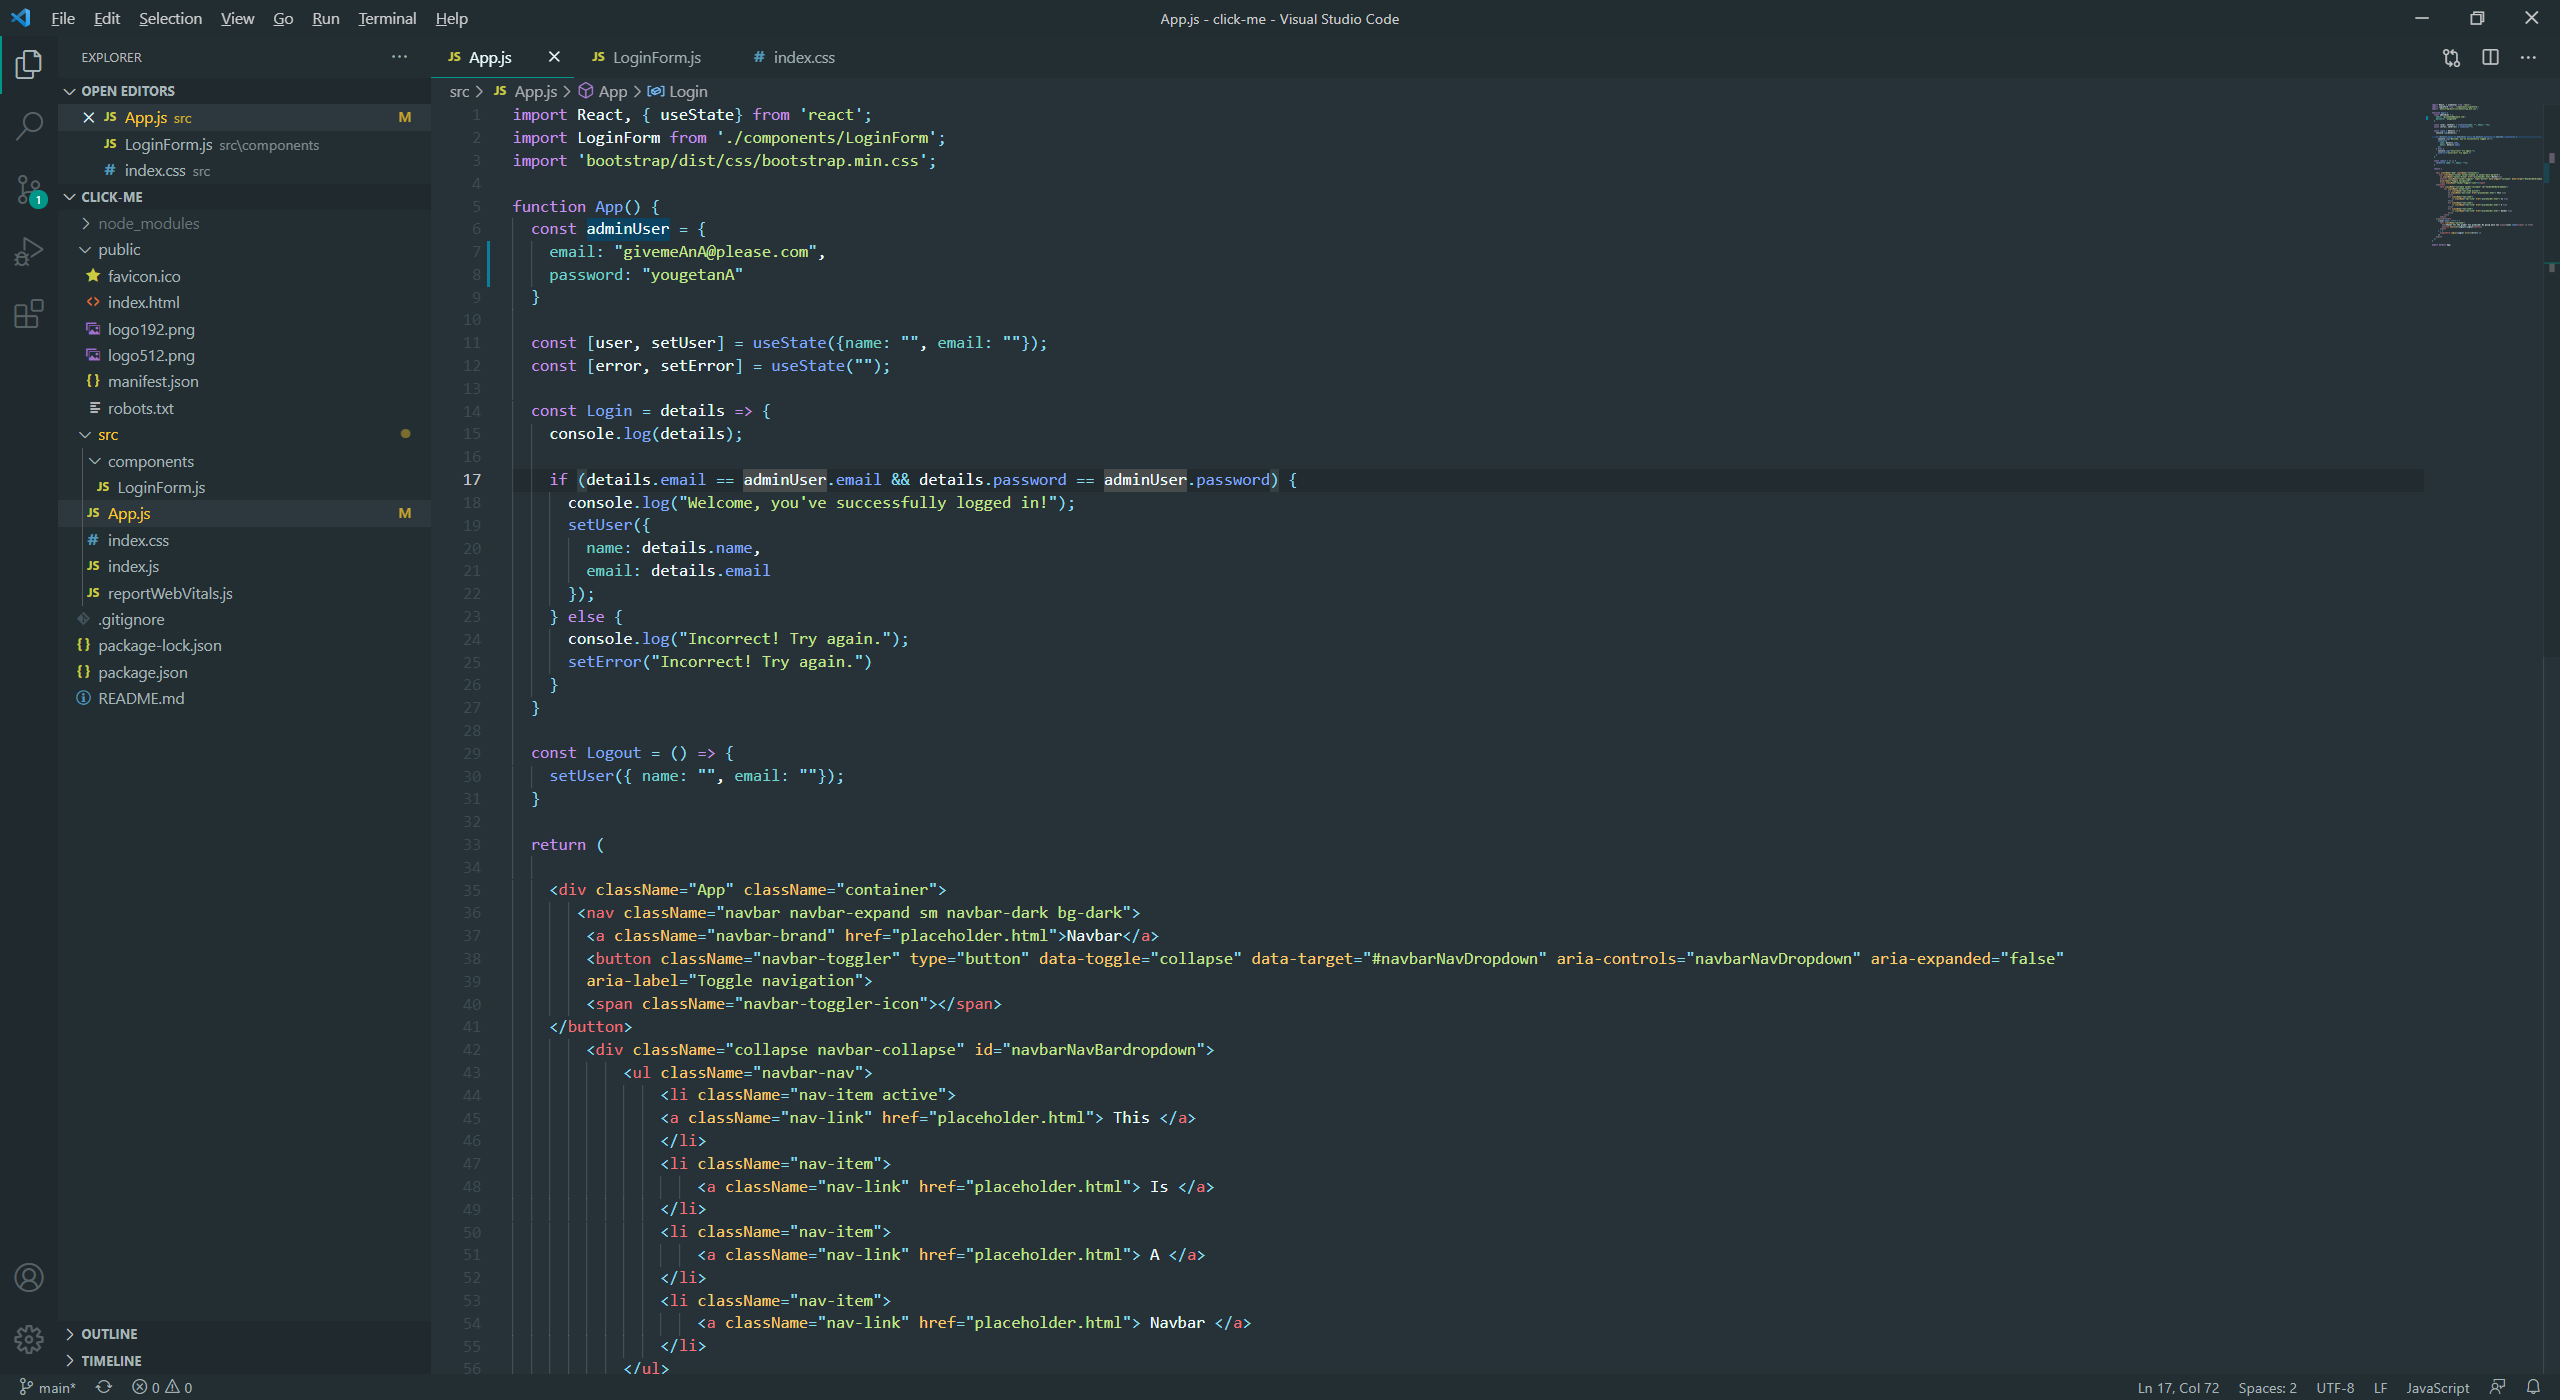 File Edit Selection View Go Run Terminal Help
App.js - click-me - Visual Studio Code
EXPLORER
OPEN EDITORS
App.js src M
LoginForm.js src\components
index.css src
CLICK-ME
node_modules
public
favicon.ico
index.html
logo192.png
logo512.png
manifest.json
robots.txt
src
components
LoginForm.js
App.js M
index.css
index.js
reportWebVitals.js
.gitignore
package-lock.json
package.json
README.md
OUTLINE
TIMELINE
1
JS App.js JS LoginForm.js # index.css
src > JS App.js > App > Login
1 import React, { useState} from 'react';
2 import LoginForm from './components/LoginForm';
3 import 'bootstrap/dist/css/bootstrap.min.css';
4
5 function App() {
6 const adminUser = {
7 email: "givemeAnA@please.com",
8 password: "yougetanA"
9 }
10
11 const [user, setUser] = useState({name: "", email: ""});
12 const [error, setError] = useState("");
13
14 const Login = details => {
15 console.log(details);
16
17 if (details.email == adminUser.email && details.password == adminUser.password) {
18 console.log("Welcome, you've successfully logged in!");
19 setUser({
20 name: details.name,
21 email: details.email
22 });
23 } else {
24 console.log("Incorrect! Try again.");
25 setError("Incorrect! Try again.")
26 }
27 }
28
29 const Logout = () => {
30 setUser({ name: "", email: ""});
31 }
32
33 return (
34
35 <div className="App" className="container">
36 <nav className="navbar navbar-expand sm navbar-dark bg-dark">
37 <a className="navbar-brand" href="placeholder.html">Navbar</a>
38 <button className="navbar-toggler" type="button" data-toggle="collapse" data-target="#navbarNavDropdown" aria-controls="navbarNavDropdown" aria-expanded="false"
39 aria-label="Toggle navigation">
40 <span className="navbar-toggler-icon"></span>
41 </button>
42 <div className="collapse navbar-collapse" id="navbarNavBardropdown">
43 <ul className="navbar-nav">
44 <li className="nav-item active">
45 <a className="nav-link" href="placeholder.html"> This </a>
46 </li>
47 <li className="nav-item">
48 <a className="nav-link" href="placeholder.html"> Is </a>
49 </li>
50 <li className="nav-item">
51 <a className="nav-link" href="placeholder.html"> A </a>
52 </li>
53 <li className="nav-item">
54 <a className="nav-link" href="placeholder.html"> Navbar </a>
55 </li>
56 </ul>
main* 0 0
Ln 17, Col 72 Spaces: 2 UTF-8 LF JavaScript